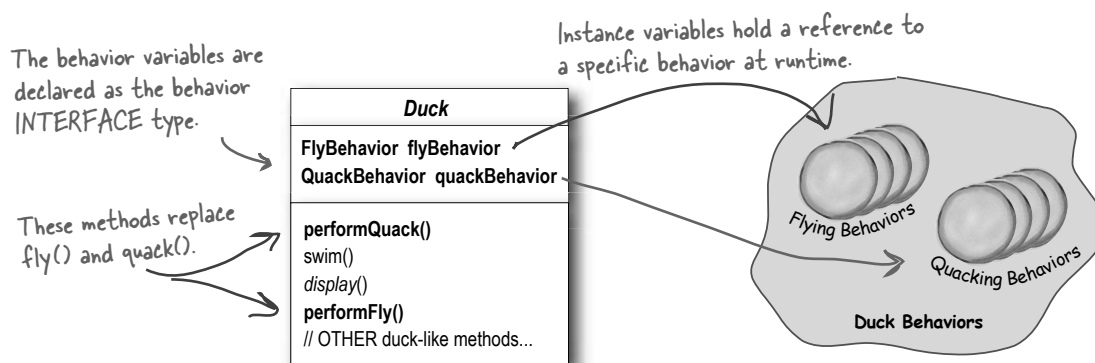 The behavior variables are
declared as the behavior
INTERFACE type.
Instance variables hold a reference to
a specific behavior at runtime.
Duck
FlyBehavior flyBehavior
QuackBehavior quackBehavior
These methods replace
fly() and quack().
performQuack()
swim()
display()
performFly()
// OTHER duck-like methods...
Flying Behaviors
Quacking Behaviors
Duck Behaviors